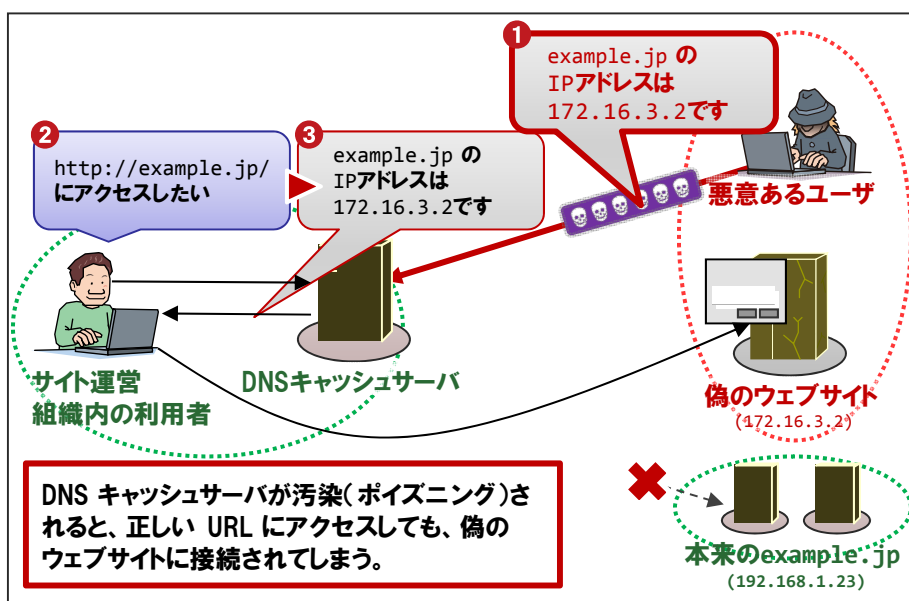 1
example.jp の
IPアドレスは
172.16.3.2です
2
http://example.jp/
にアクセスしたい
3
example.jp の
IPアドレスは
172.16.3.2です
悪意あるユーザ
サイト運営
組織内の利用者
DNSキャッシュサーバ
偽のウェブサイト
(172.16.3.2)
DNS キャッシュサーバが汚染(ポイズニング)さ
れると、正しい URL にアクセスしても、偽の
ウェブサイトに接続されてしまう。
本来のexample.jp
(192.168.1.23)